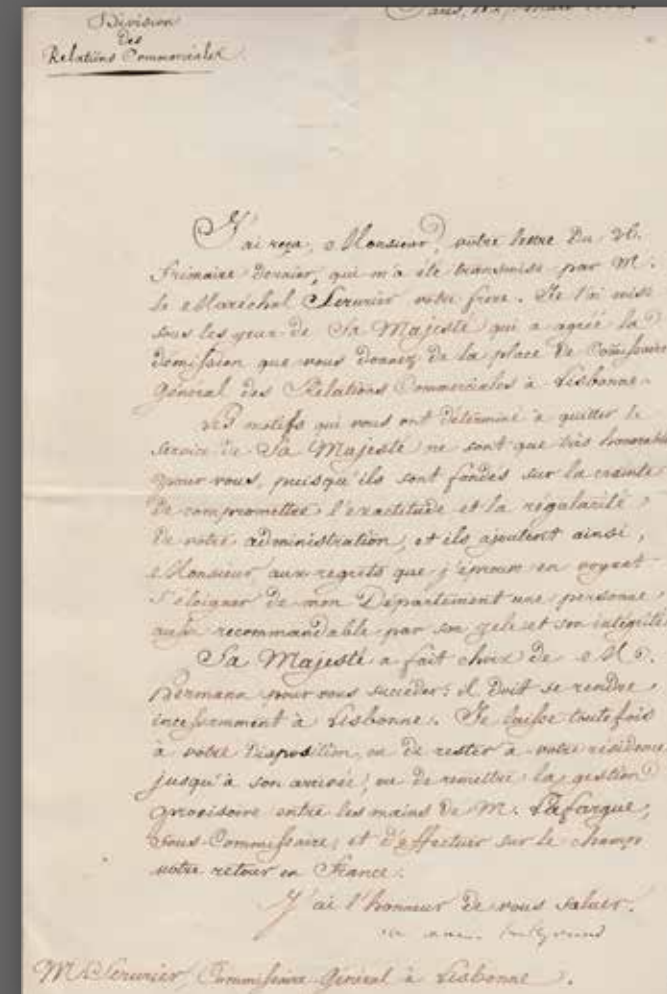 Division
Des
Relations Commerciales.
Paris, le
J'ai reçu, Monsieur, votre lettre du 26.
Frimaire dernier, qui m'a été transmise par M.
le Maréchal Serurier votre frere. Je l'ai mise
sous les yeux de Sa Majesté qui a agréé la
démission que vous donnez de la place de Commissaire
Général des Relations Commerciales à Lisbonne.
Les motifs qui vous ont déterminé à quitter le
service de Sa Majesté ne sont que très honorables
pour vous, puisqu'ils sont fondés sur la crainte
de compromettre l'exactitude et la régularité
de votre administration, et ils ajoutent ainsi,
Monsieur, aux regrets que j'éprouve en voyant
s'éloigner de mon Département une personne
aussi recommandable par son zele et son intégrité.
Sa Majesté a fait choix de M.
hermann pour vous succéder: il doit se rendre
incessamment à Lisbonne. Je laisse toutefois
à votre disposition, ou de rester à votre résidence
jusqu'à son arrivée, ou de remettre la gestion
provisoire entre les mains de M. Lafargue,
sous-Commissaire, et d'effectuer sur le champ
votre retour en France.
J'ai l'honneur de vous saluer.
M. Serurier, Commissaire-Général à Lisbonne.